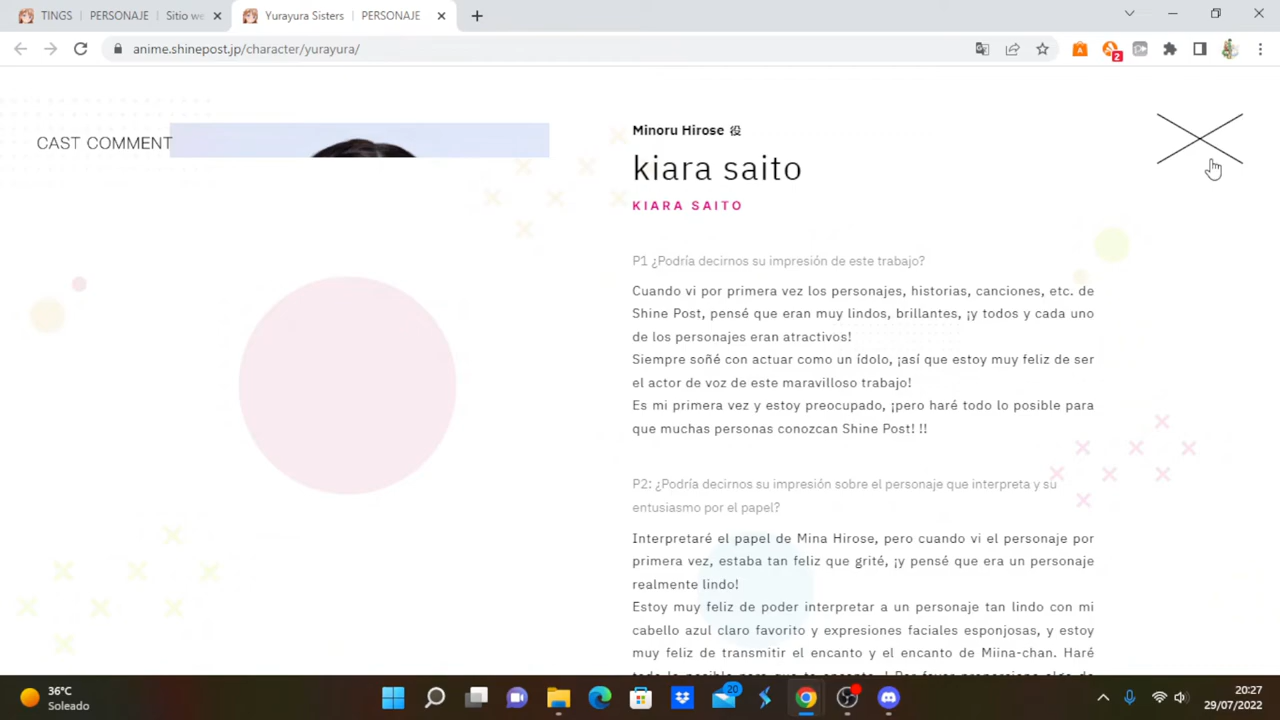 TINGS | PERSONAJE | Sitio we
Yurayura Sisters | PERSONAJE
anime.shinepost.jp/character/yurayura/
2
CAST COMMENT
Minoru Hirose 役
kiara saito
KIARA SAITO
P1 ¿Podría decirnos su impresión de este trabajo?
Cuando vi por primera vez los personajes, historias, canciones, etc. de
Shine Post, pensé que eran muy lindos, brillantes, ¡y todos y cada uno
de los personajes eran atractivos!
Siempre soñé con actuar como un ídolo, ¡así que estoy muy feliz de ser
el actor de voz de este maravilloso trabajo!
Es mi primera vez y estoy preocupado, ¡pero haré todo lo posible para
que muchas personas conozcan Shine Post! !!
P2: ¿Podría decirnos su impresión sobre el personaje que interpreta y su
entusiasmo por el papel?
Interpretaré el papel de Mina Hirose, pero cuando vi el personaje por
primera vez, estaba tan feliz que grité, ¡y pensé que era un personaje
realmente lindo!
Estoy muy feliz de poder interpretar a un personaje tan lindo con mi
cabello azul claro favorito y expresiones faciales esponjosas, y estoy
muy feliz de transmitir el encanto y el encanto de Miina-chan. Haré
36°C
Soleado
20
20:27
29/07/2022